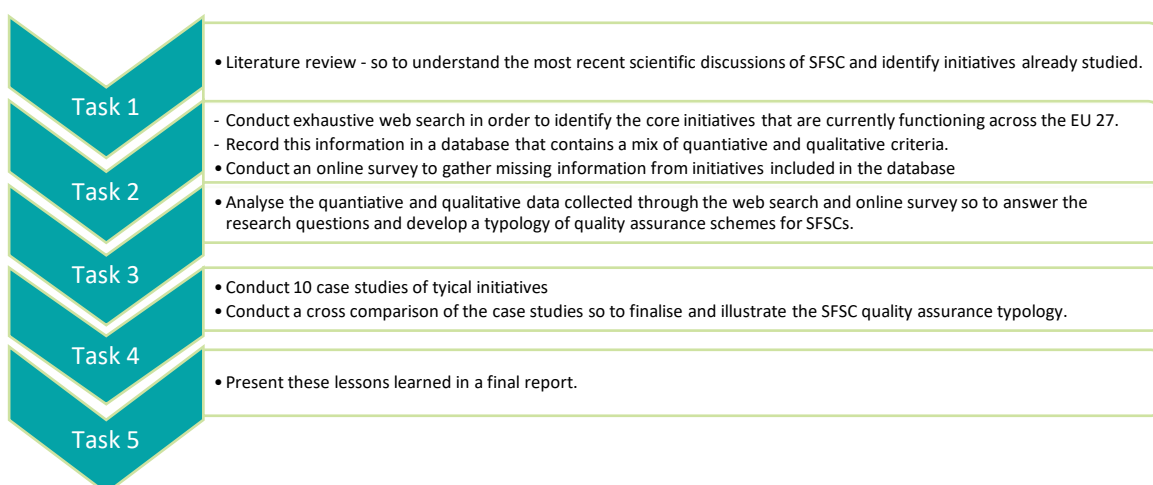 Task 1
• Literature review - so to understand the most recent scientific discussions of SFSC and identify initiatives already studied.
Task 2
- Conduct exhaustive web search in order to identify the core initiatives that are currently functioning across the EU 27.
- Record this information in a database that contains a mix of quantiative and qualitative criteria.
• Conduct an online survey to gather missing information from initiatives included in the database
Task 3
• Analyse the quantiative and qualitative data collected through the web search and online survey so to answer the
research questions and develop a typology of quality assurance schemes for SFSCs.
Task 4
• Conduct 10 case studies of tyical initiatives
• Conduct a cross comparison of the case studies so to finalise and illustrate the SFSC quality assurance typology.
Task 5
• Present these lessons learned in a final report.